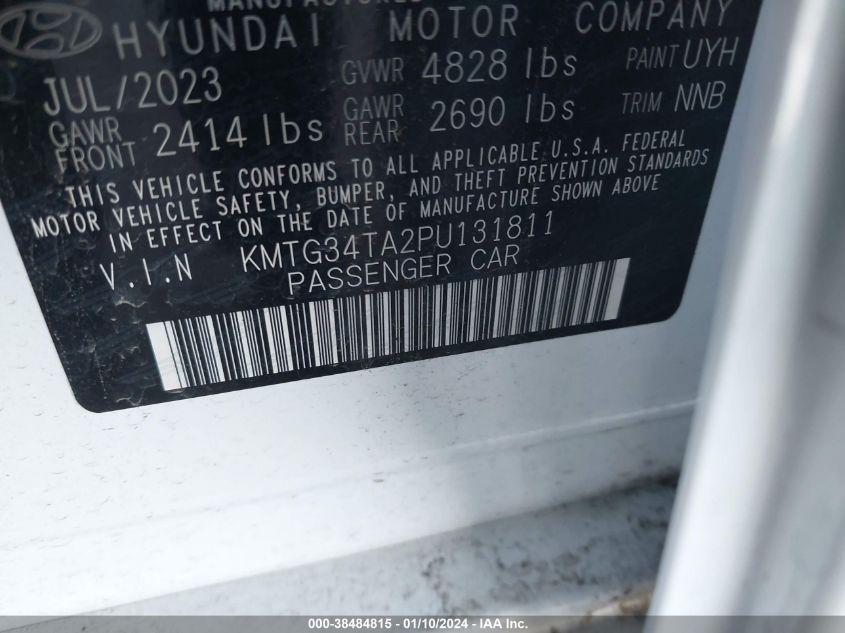 MANUFACTURED
HYUNDAI MOTOR COMPANY
JUL/2023 GVWR 4828 lbs PAINT UYH
GAWR FRONT 2414 lbs GAWR REAR 2690 lbs TRIM NNB
THIS VEHICLE CONFORMS TO ALL APPLICABLE U.S.A. FEDERAL
MOTOR VEHICLE SAFETY, BUMPER, AND THEFT PREVENTION STANDARDS
IN EFFECT ON THE DATE OF MANUFACTURE SHOWN ABOVE
V.I.N KMTG34TA2PU131811
PASSENGER CAR
000-38484815 - 01/10/2024 - IAA Inc.